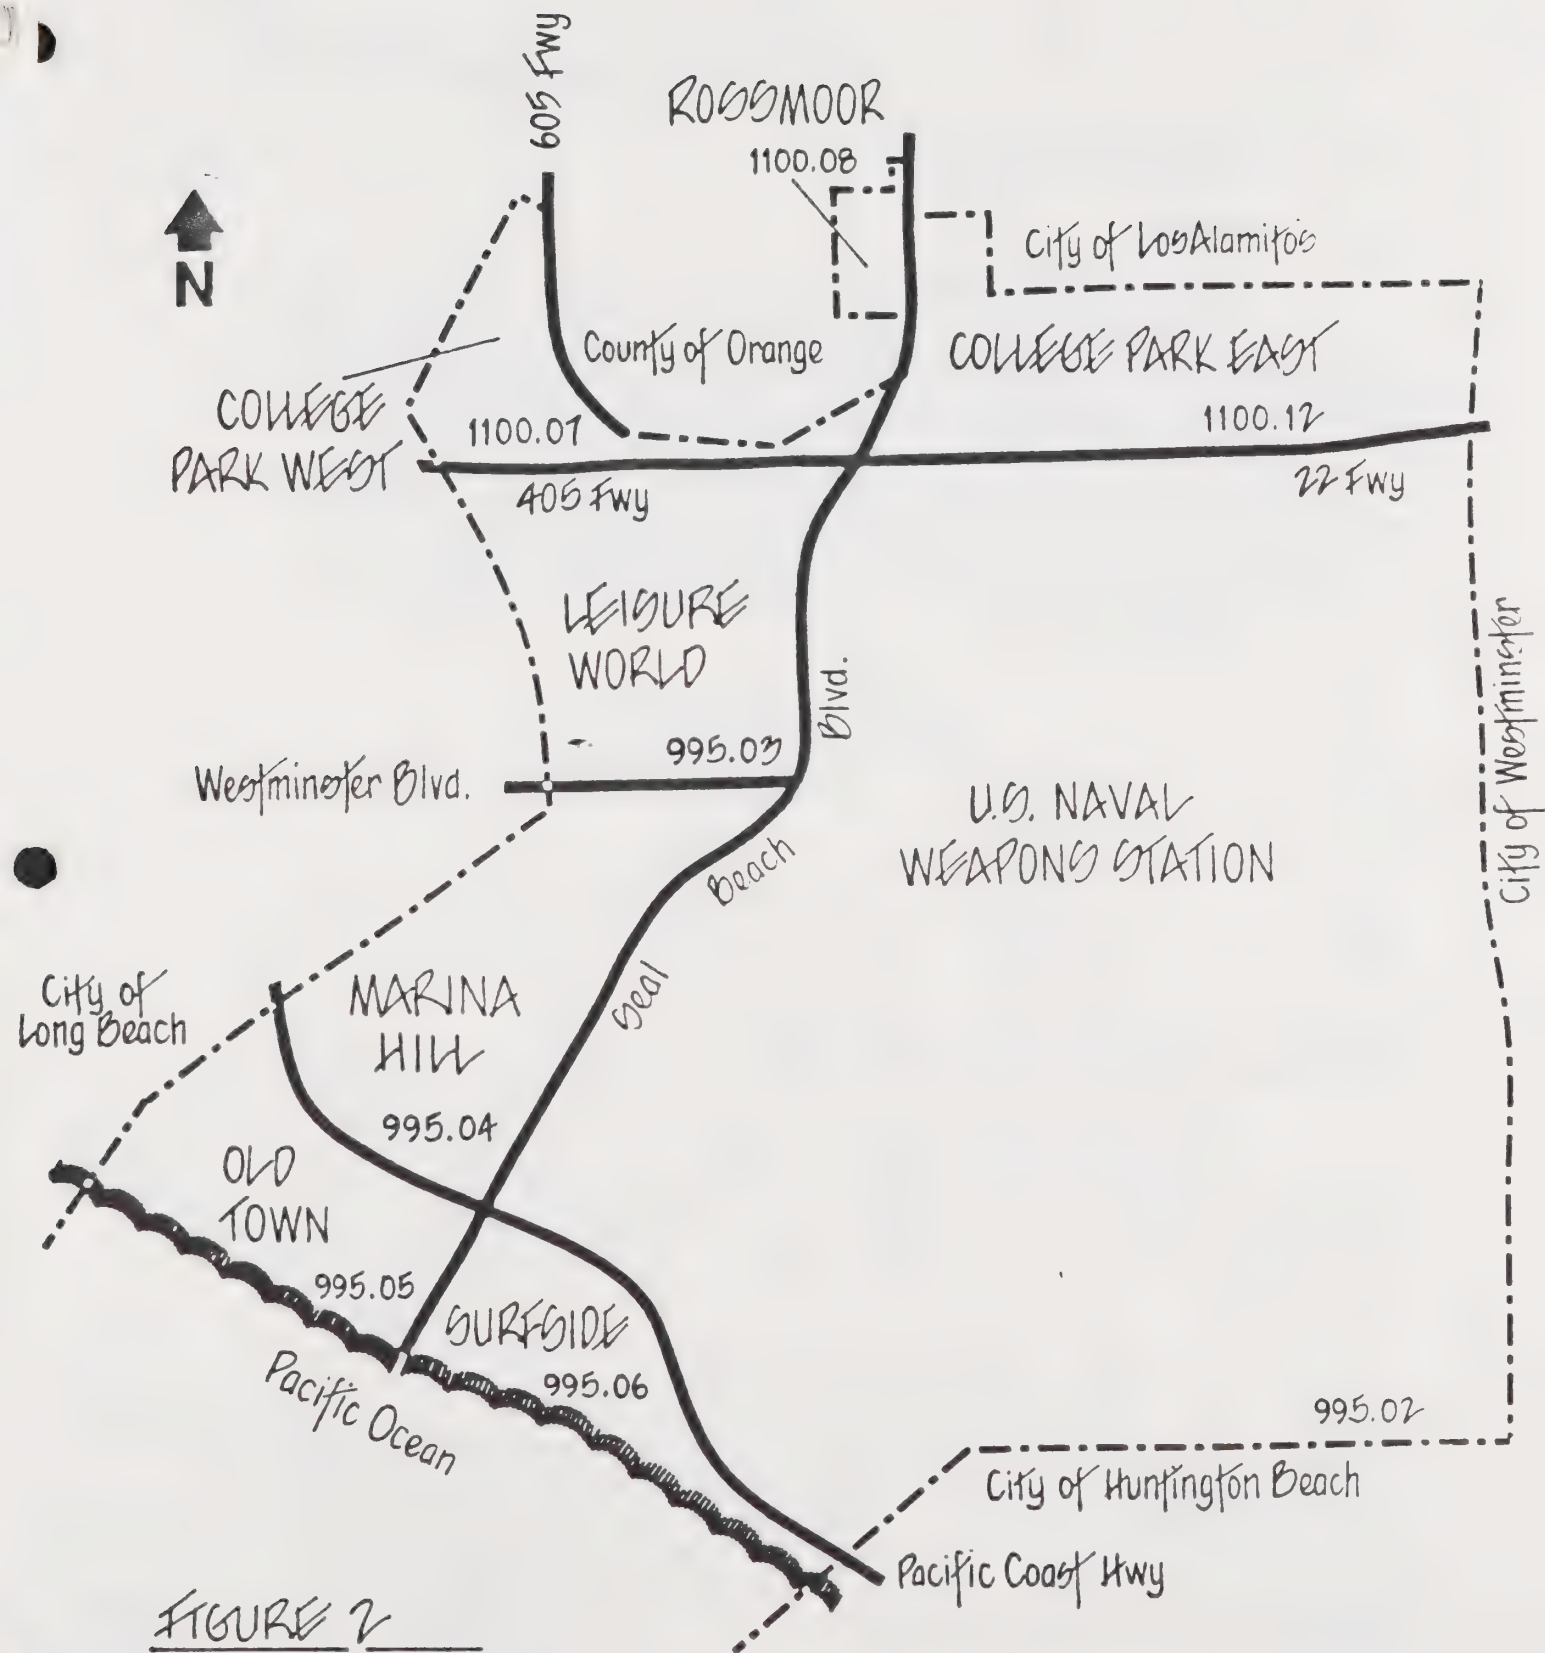 605 Fwy
ROSSMOOR
1100.08
N
City of Los Alamitos
County of Orange
COLLEGE PARK EAST
COLLEGE
PARK WEST
1100.07
1100.12
405 Fwy
22 Fwy
LEISURE
WORLD
Blvd.
City of Westminster
995.03
Westminster Blvd.
U.S. NAVAL
WEAPONS STATION
Beach
Seal
City of
Long Beach
MARINA
HILL
995.04
OLD
TOWN
995.05
SURFSIDE
995.06
Pacific Ocean
995.02
City of Huntington Beach
Pacific Coast Hwy
FIGURE 2